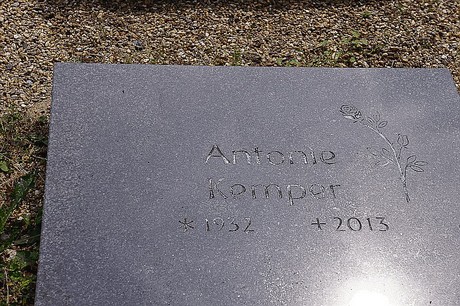 Antonie
Kemper
* 1932 + 2013